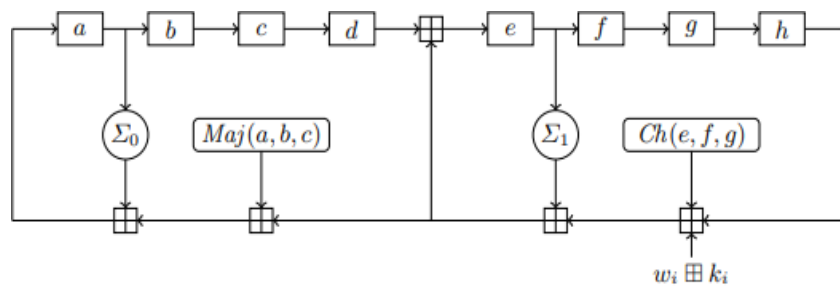 a b c d e f g h
Σ₀ Maj(a, b, c) Σ₁ Ch(e, f, g)
wᵢ ⊞ kᵢ